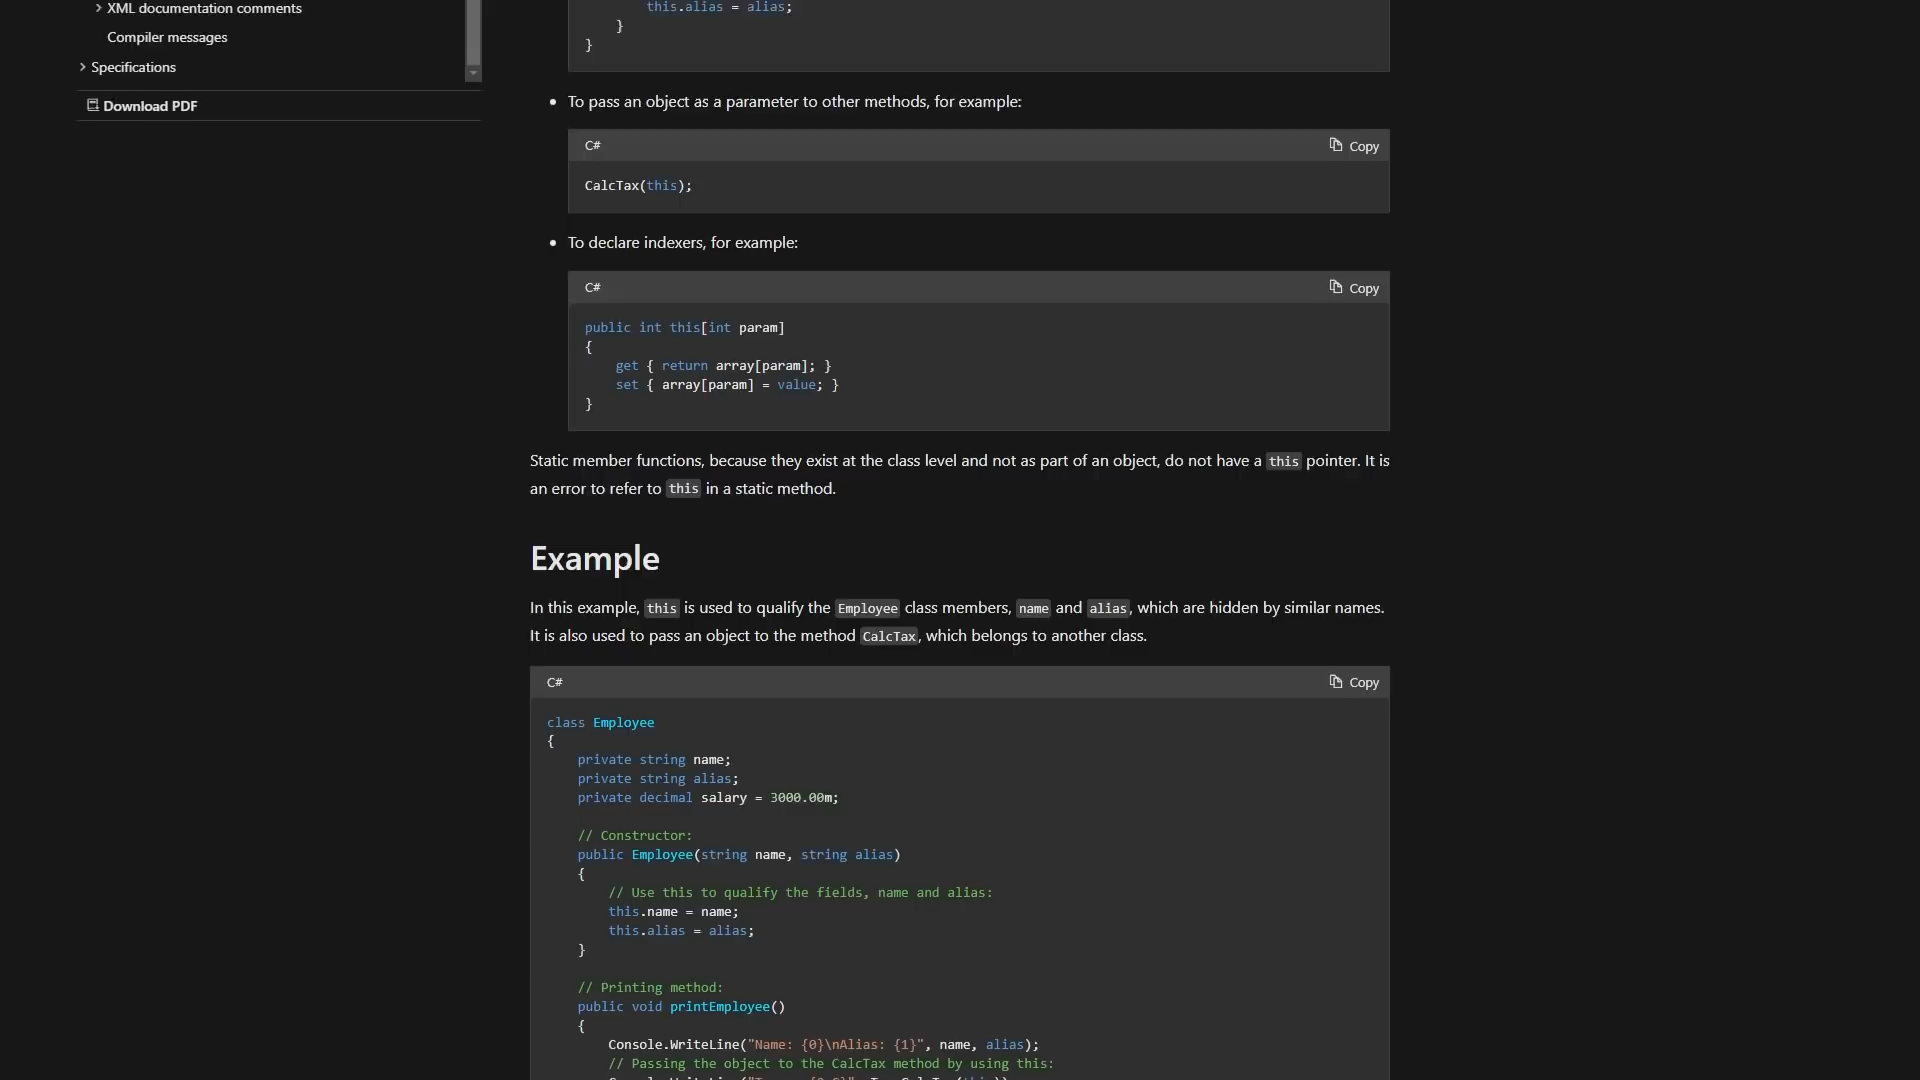 XML documentation comments
Compiler messages
Specifications
Download PDF
this.alias = alias;
}
}
To pass an object as a parameter to other methods, for example:
C#
Copy
CalcTax(this);
To declare indexers, for example:
C#
Copy
public int this[int param]
{
get { return array[param]; }
set { array[param] = value; }
}
Static member functions, because they exist at the class level and not as part of an object, do not have a this pointer. It is
an error to refer to this in a static method.
Example
In this example, this is used to qualify the Employee class members, name and alias, which are hidden by similar names.
It is also used to pass an object to the method CalcTax, which belongs to another class.
C#
Copy
class Employee
{
private string name;
private string alias;
private decimal salary = 3000.00m;
// Constructor:
public Employee(string name, string alias)
{
// Use this to qualify the fields, name and alias:
this.name = name;
this.alias = alias;
}
// Printing method:
public void printEmployee()
{
Console.WriteLine("Name: {0}\nAlias: {1}", name, alias);
// Passing the object to the CalcTax method by using this: